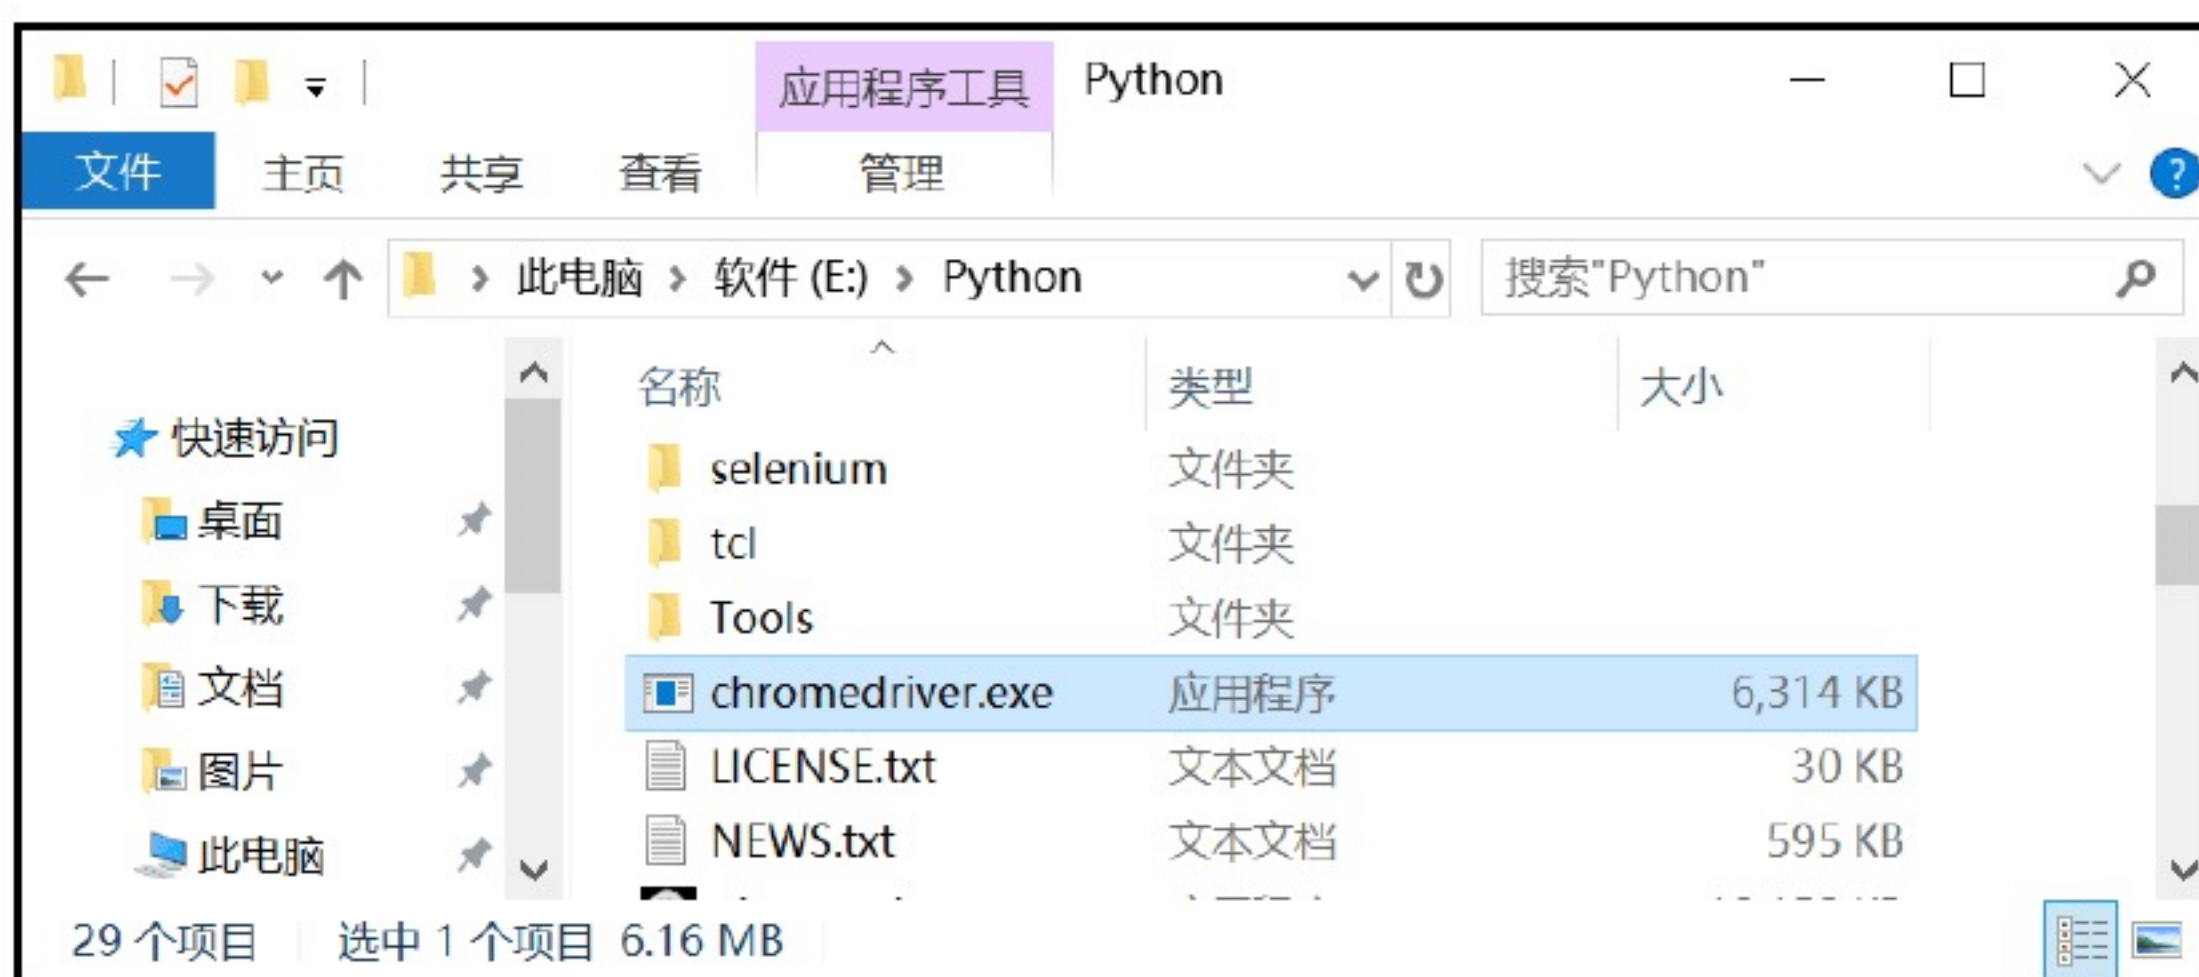 应用程序工具 Python
文件 主页 共享 查看 管理 ?
此电脑 > 软件 (E:) > Python 搜索"Python"
名称 类型 大小
快速访问
桌面
下载
文档
图片
此电脑
selenium 文件夹
tcl 文件夹
Tools 文件夹
chromedriver.exe 应用程序 6,314 KB
LICENSE.txt 文本文档 30 KB
NEWS.txt 文本文档 595 KB
29 个项目 选中 1 个项目 6.16 MB